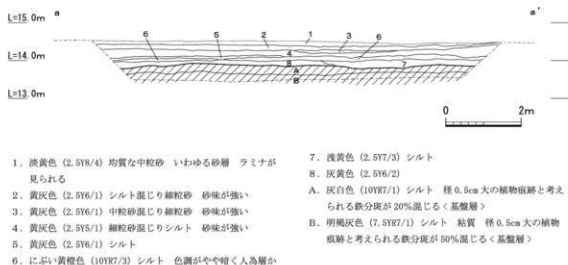 a
a'
L=15.0m
L=14.0m
L=13.0m
6
5
2
1
3
4
6
8
7
A
B
0
2m
1. 淡黄色 (2.5Y8/4) 均質な中粒砂 いわゆる砂層 ラミナが
見られる
2. 黄灰色 (2.5Y6/1) シルト混じり細粒砂 砂味が強い
3. 黄灰色 (2.5Y6/1) 中粒砂混じり細粒砂 砂味が強い
4. 黄灰色 (2.5Y5/1) 細粒砂混じりシルト 砂味が強い
5. 黄灰色 (2.5Y6/1) シルト
6. にぶい黄橙色 (10YR7/3) シルト 色調がやや暗く人為層か
7. 浅黄色 (2.5Y7/3) シルト
8. 灰黄色 (2.5Y6/2)
A. 灰白色 (10YR7/1) シルト 径 0.5cm 大の植物痕跡と考え
られる鉄分斑が 20%混じる〈基盤層〉
B. 明褐灰色 (7.5YR7/1) シルト 粘質 径 0.5cm 大の植物
痕跡と考えられる鉄分斑が 50%混じる〈基盤層〉